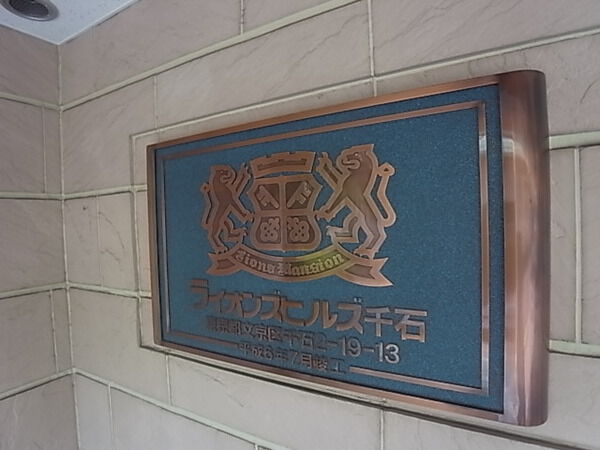 Lions Mansion
ライオンズヒルズ千石
東京都文京区千石2-19-13
平成6年7月竣工